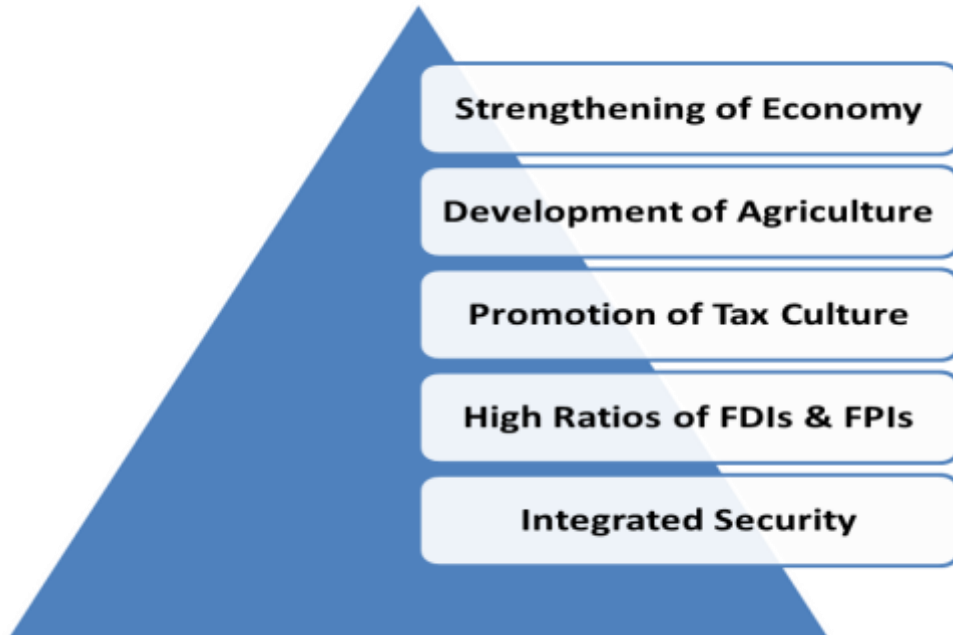 Strengthening of Economy
Development of Agriculture
Promotion of Tax Culture
High Ratios of FDIs & FPIs
Integrated Security